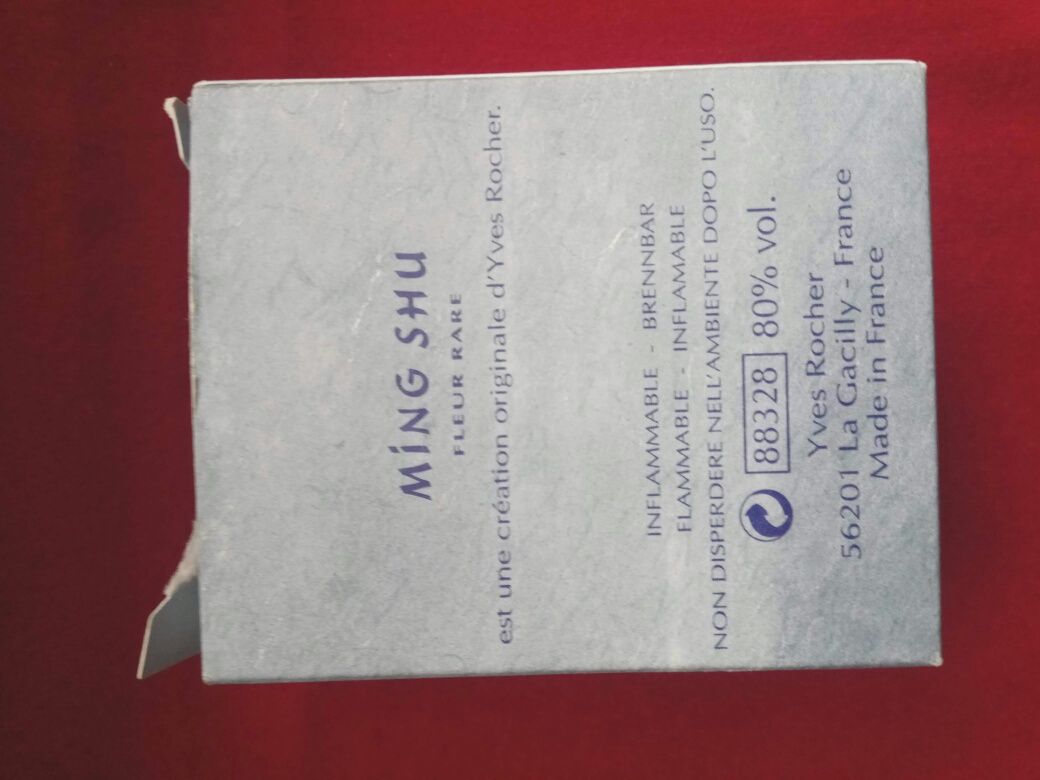 MiNG SHU
FLEUR RARE
est une création originale d'Yves Rocher.
INFLAMMABLE - BRENNBAR
FLAMMABLE - INFLAMABLE
NON DISPERDERE NELL'AMBIENTE DOPO L'USO.
88328 80% vol.
Yves Rocher
56201 La Gacilly - France
Made in France